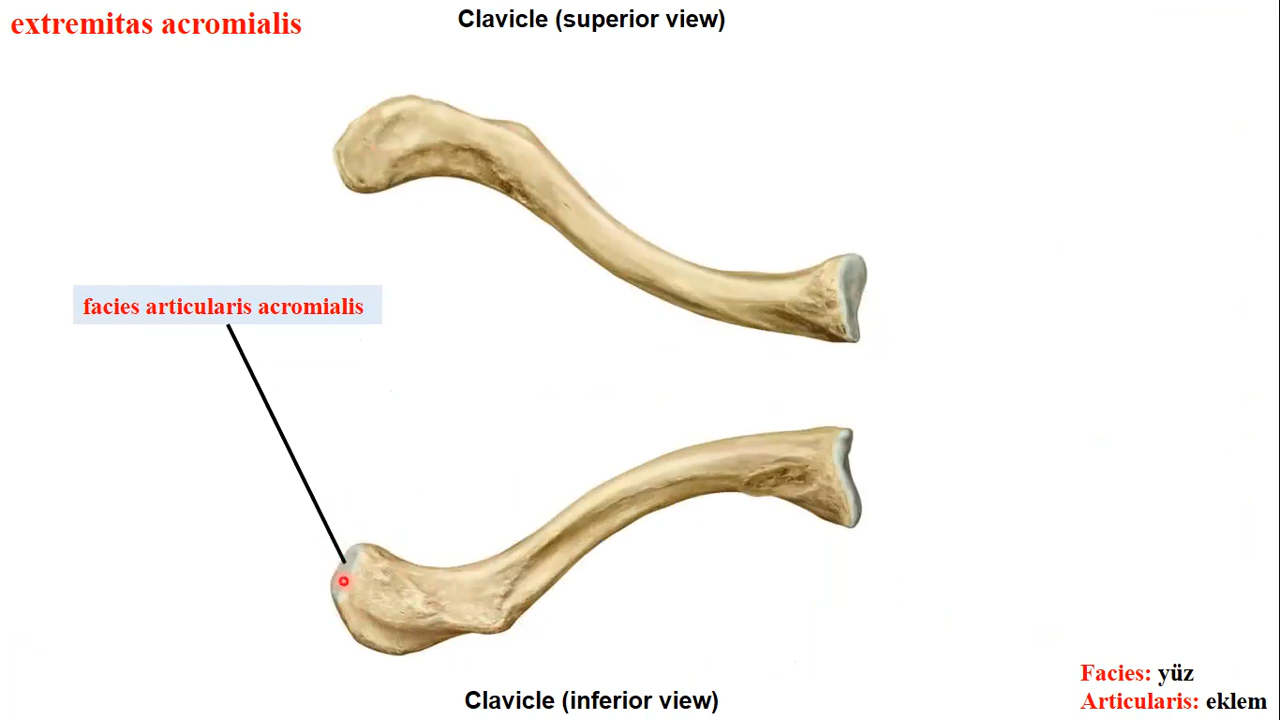 extremitas acromialis
Clavicle (superior view)
facies articularis acromialis
Clavicle (inferior view)
Facies: yüz
Articularis: eklem